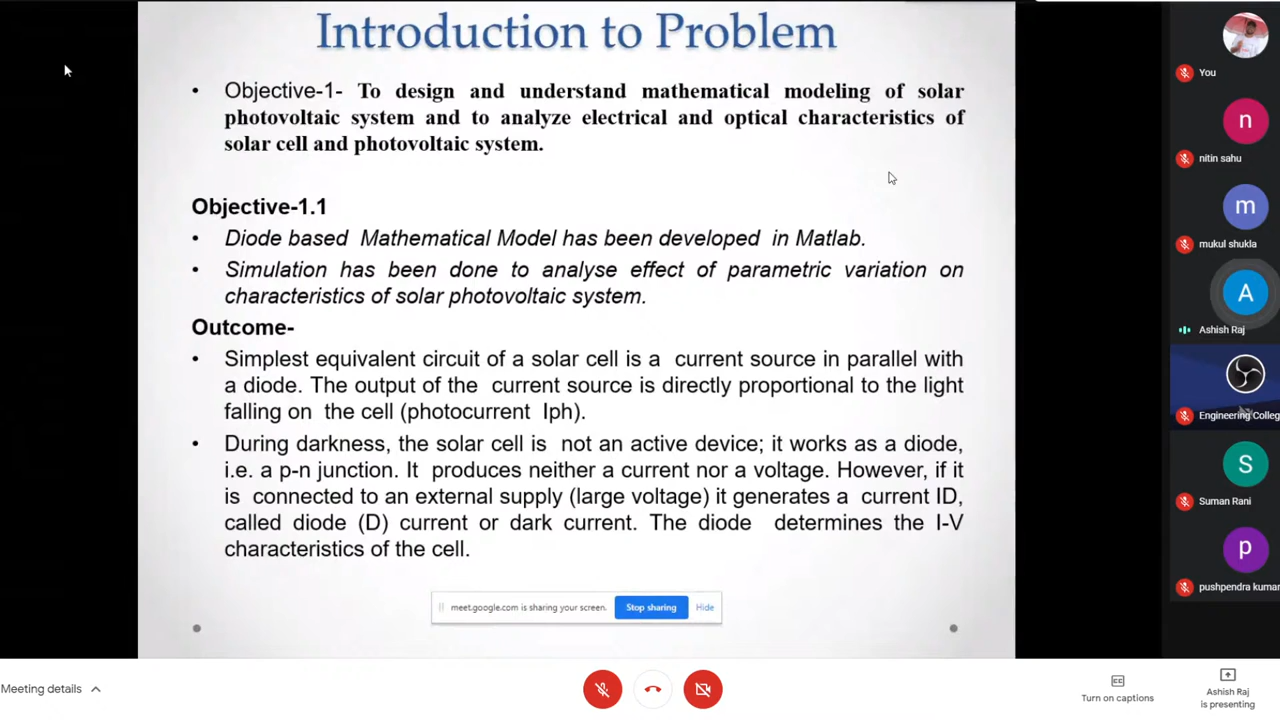 Introduction to Problem
• Objective-1- To design and understand mathematical modeling of solar
photovoltaic system and to analyze electrical and optical characteristics of
solar cell and photovoltaic system.
Objective-1.1
• Diode based Mathematical Model has been developed in Matlab.
• Simulation has been done to analyse effect of parametric variation on
characteristics of solar photovoltaic system.
Outcome-
• Simplest equivalent circuit of a solar cell is a current source in parallel with
a diode. The output of the current source is directly proportional to the light
falling on the cell (photocurrent Iph).
• During darkness, the solar cell is not an active device; it works as a diode,
i.e. a p-n junction. It produces neither a current nor a voltage. However, if it
is connected to an external supply (large voltage) it generates a current ID,
called diode (D) current or dark current. The diode determines the I-V
characteristics of the cell.
meet.google.com is sharing your screen.
Stop sharing
Hide
You
n
nitin sahu
m
mukul shukla
A
Ashish Raj
Engineering Colleg
S
Suman Rani
p
pushpendra kumar
Meeting details
CC
Turn on captions
Ashish Raj
is presenting